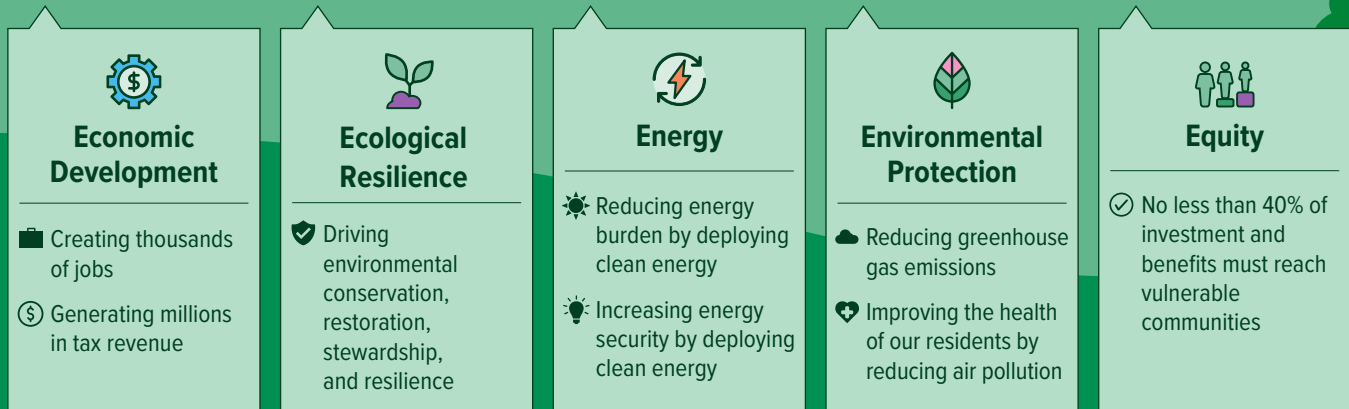 Economic
Development
Creating thousands
of jobs
Generating millions
in tax revenue
Ecological
Resilience
Driving
environmental
conservation,
restoration,
stewardship,
and resilience
Energy
Reducing energy
burden by deploying
clean energy
Increasing energy
security by deploying
clean energy
Environmental
Protection
Reducing greenhouse
gas emissions
Improving the health
of our residents by
reducing air pollution
Equity
No less than 40% of
investment and
benefits must reach
vulnerable
communities